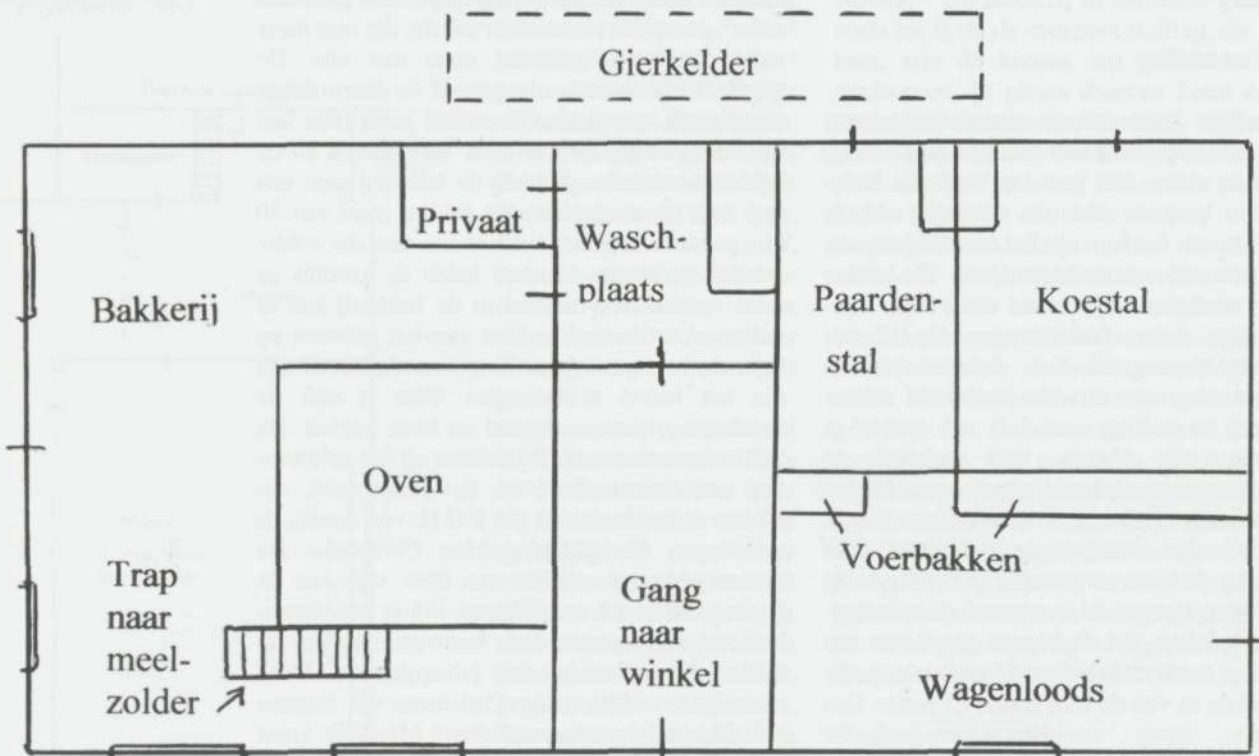 Gierkelder
Privaat
Wasch-
plaats
Bakkerij
Paarden-
stal
Koestal
Oven
Voerbakken
Trap
naar
meel-
zolder
Gang
naar
winkel
Wagenloods